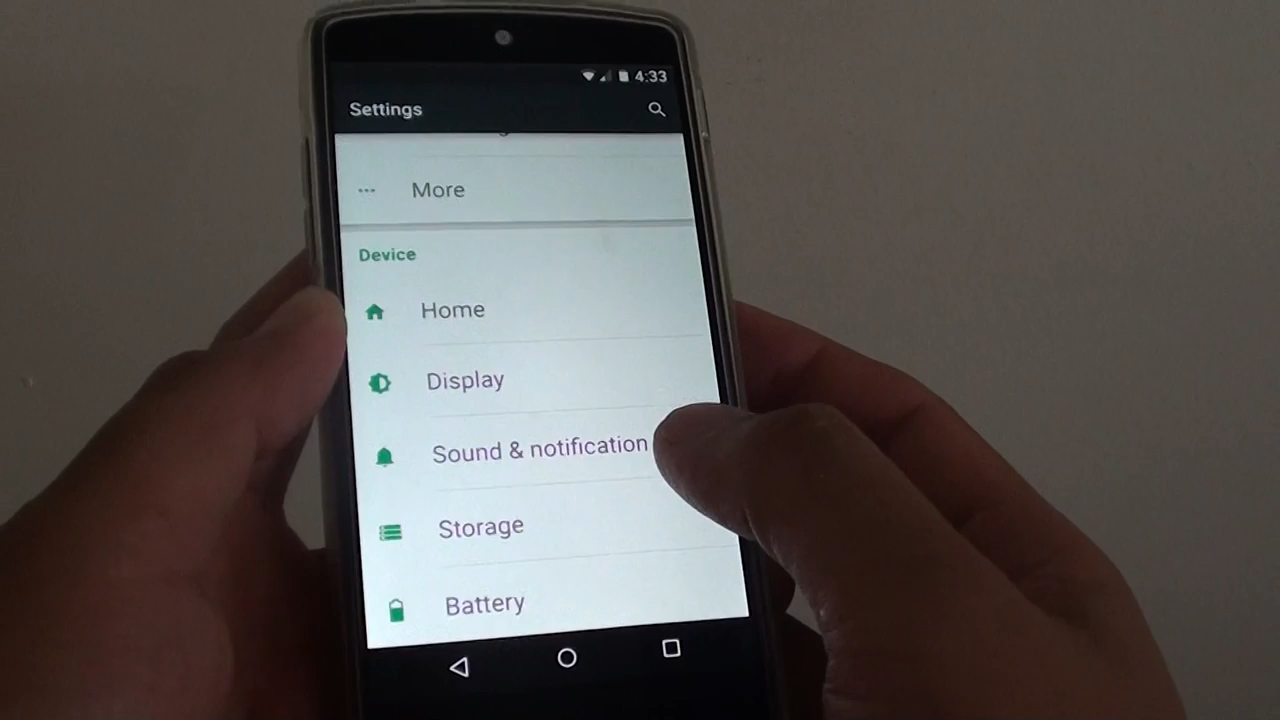 4:33
Settings
More
Device
Home
Display
Sound & notification
Storage
Battery